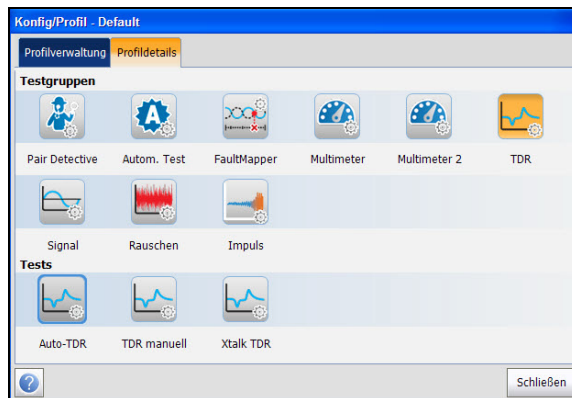 Konfig/Profil - Default
Profilverwaltung Profildetails
Testgruppen
Pair Detective Autom. Test FaultMapper Multimeter Multimeter 2 TDR
Signal Rauschen Impuls
Tests
Auto-TDR TDR manuell Xtalk TDR
? Schließen